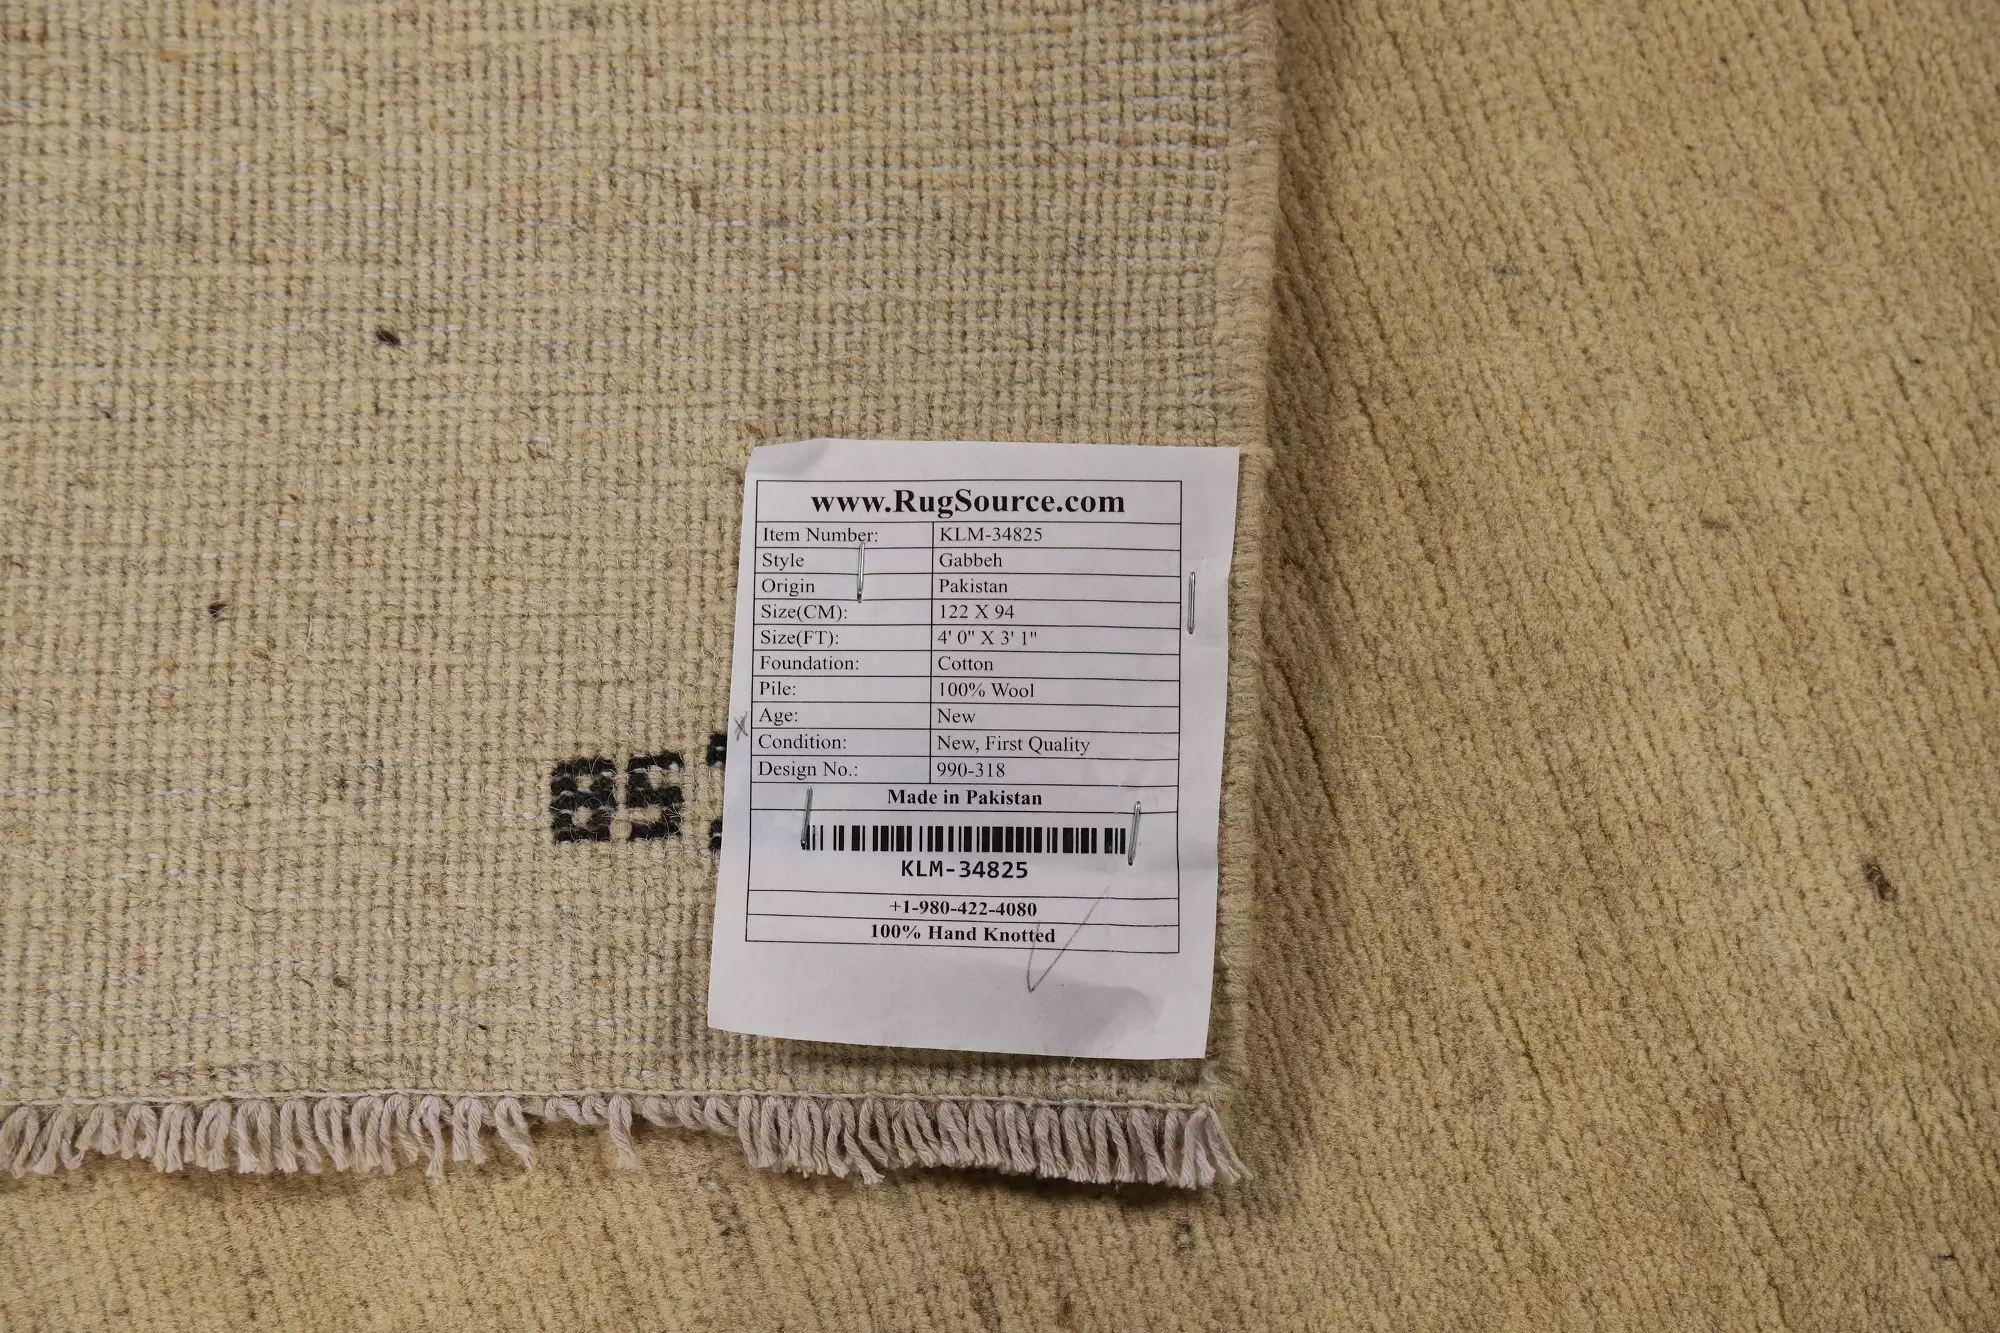 www.RugSource.com
Item Number: KLM-34825
Style Gabbeh
Origin Pakistan
Size(CM): 122 X 94
Size(FT): 4' 0" X 3' 1"
Foundation: Cotton
Pile: 100% Wool
Age: New
Condition: New, First Quality
Design No.: 990-318
Made in Pakistan
KLM-34825
+1-980-422-4080
100% Hand Knotted
85